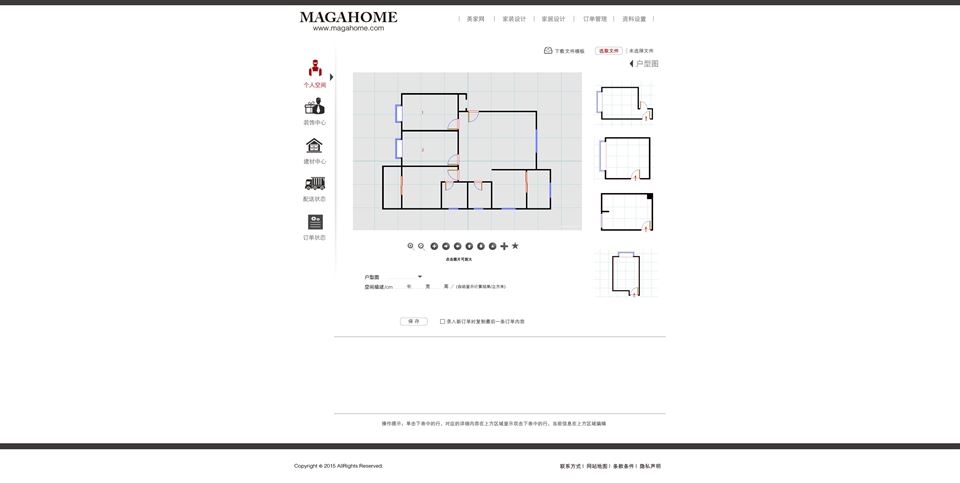 MAGAHOME
www.magahome.com
| 美家网 | 家装设计 | 家居设计 | 订单管理 | 资料设置 |
下载文件模板 选取文件 未选择文件
户型图
个人空间
装饰中心
建材中心
配送状态
订单状态
1
2
点击图片可放大
户型图
空间描述/cm 长 宽 高 / (自动显示计算结果/立方米)
保 存 录入新订单时复制最后一条订单内容
操作提示：单击下表中的行，对应的详细内容在上方区域显示双击下表中的行，当前信息在上方区域编辑
Copyright © 2015 AllRights Reserved.
联系方式 | 网站地图 | 条款条件 | 隐私声明